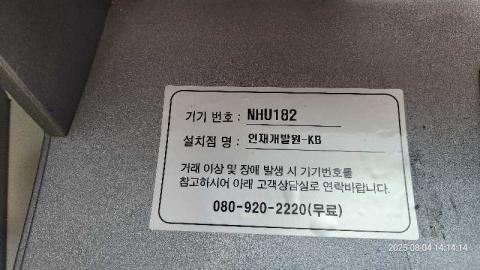 기기 번호 : NHU182
설치점 명 : 인재개발원-KB
거래 이상 및 장애 발생 시 기기번호를
참고하시어 아래 고객상담실로 연락바랍니다.
080-920-2220(무료)
2025-08-04 14:14:14